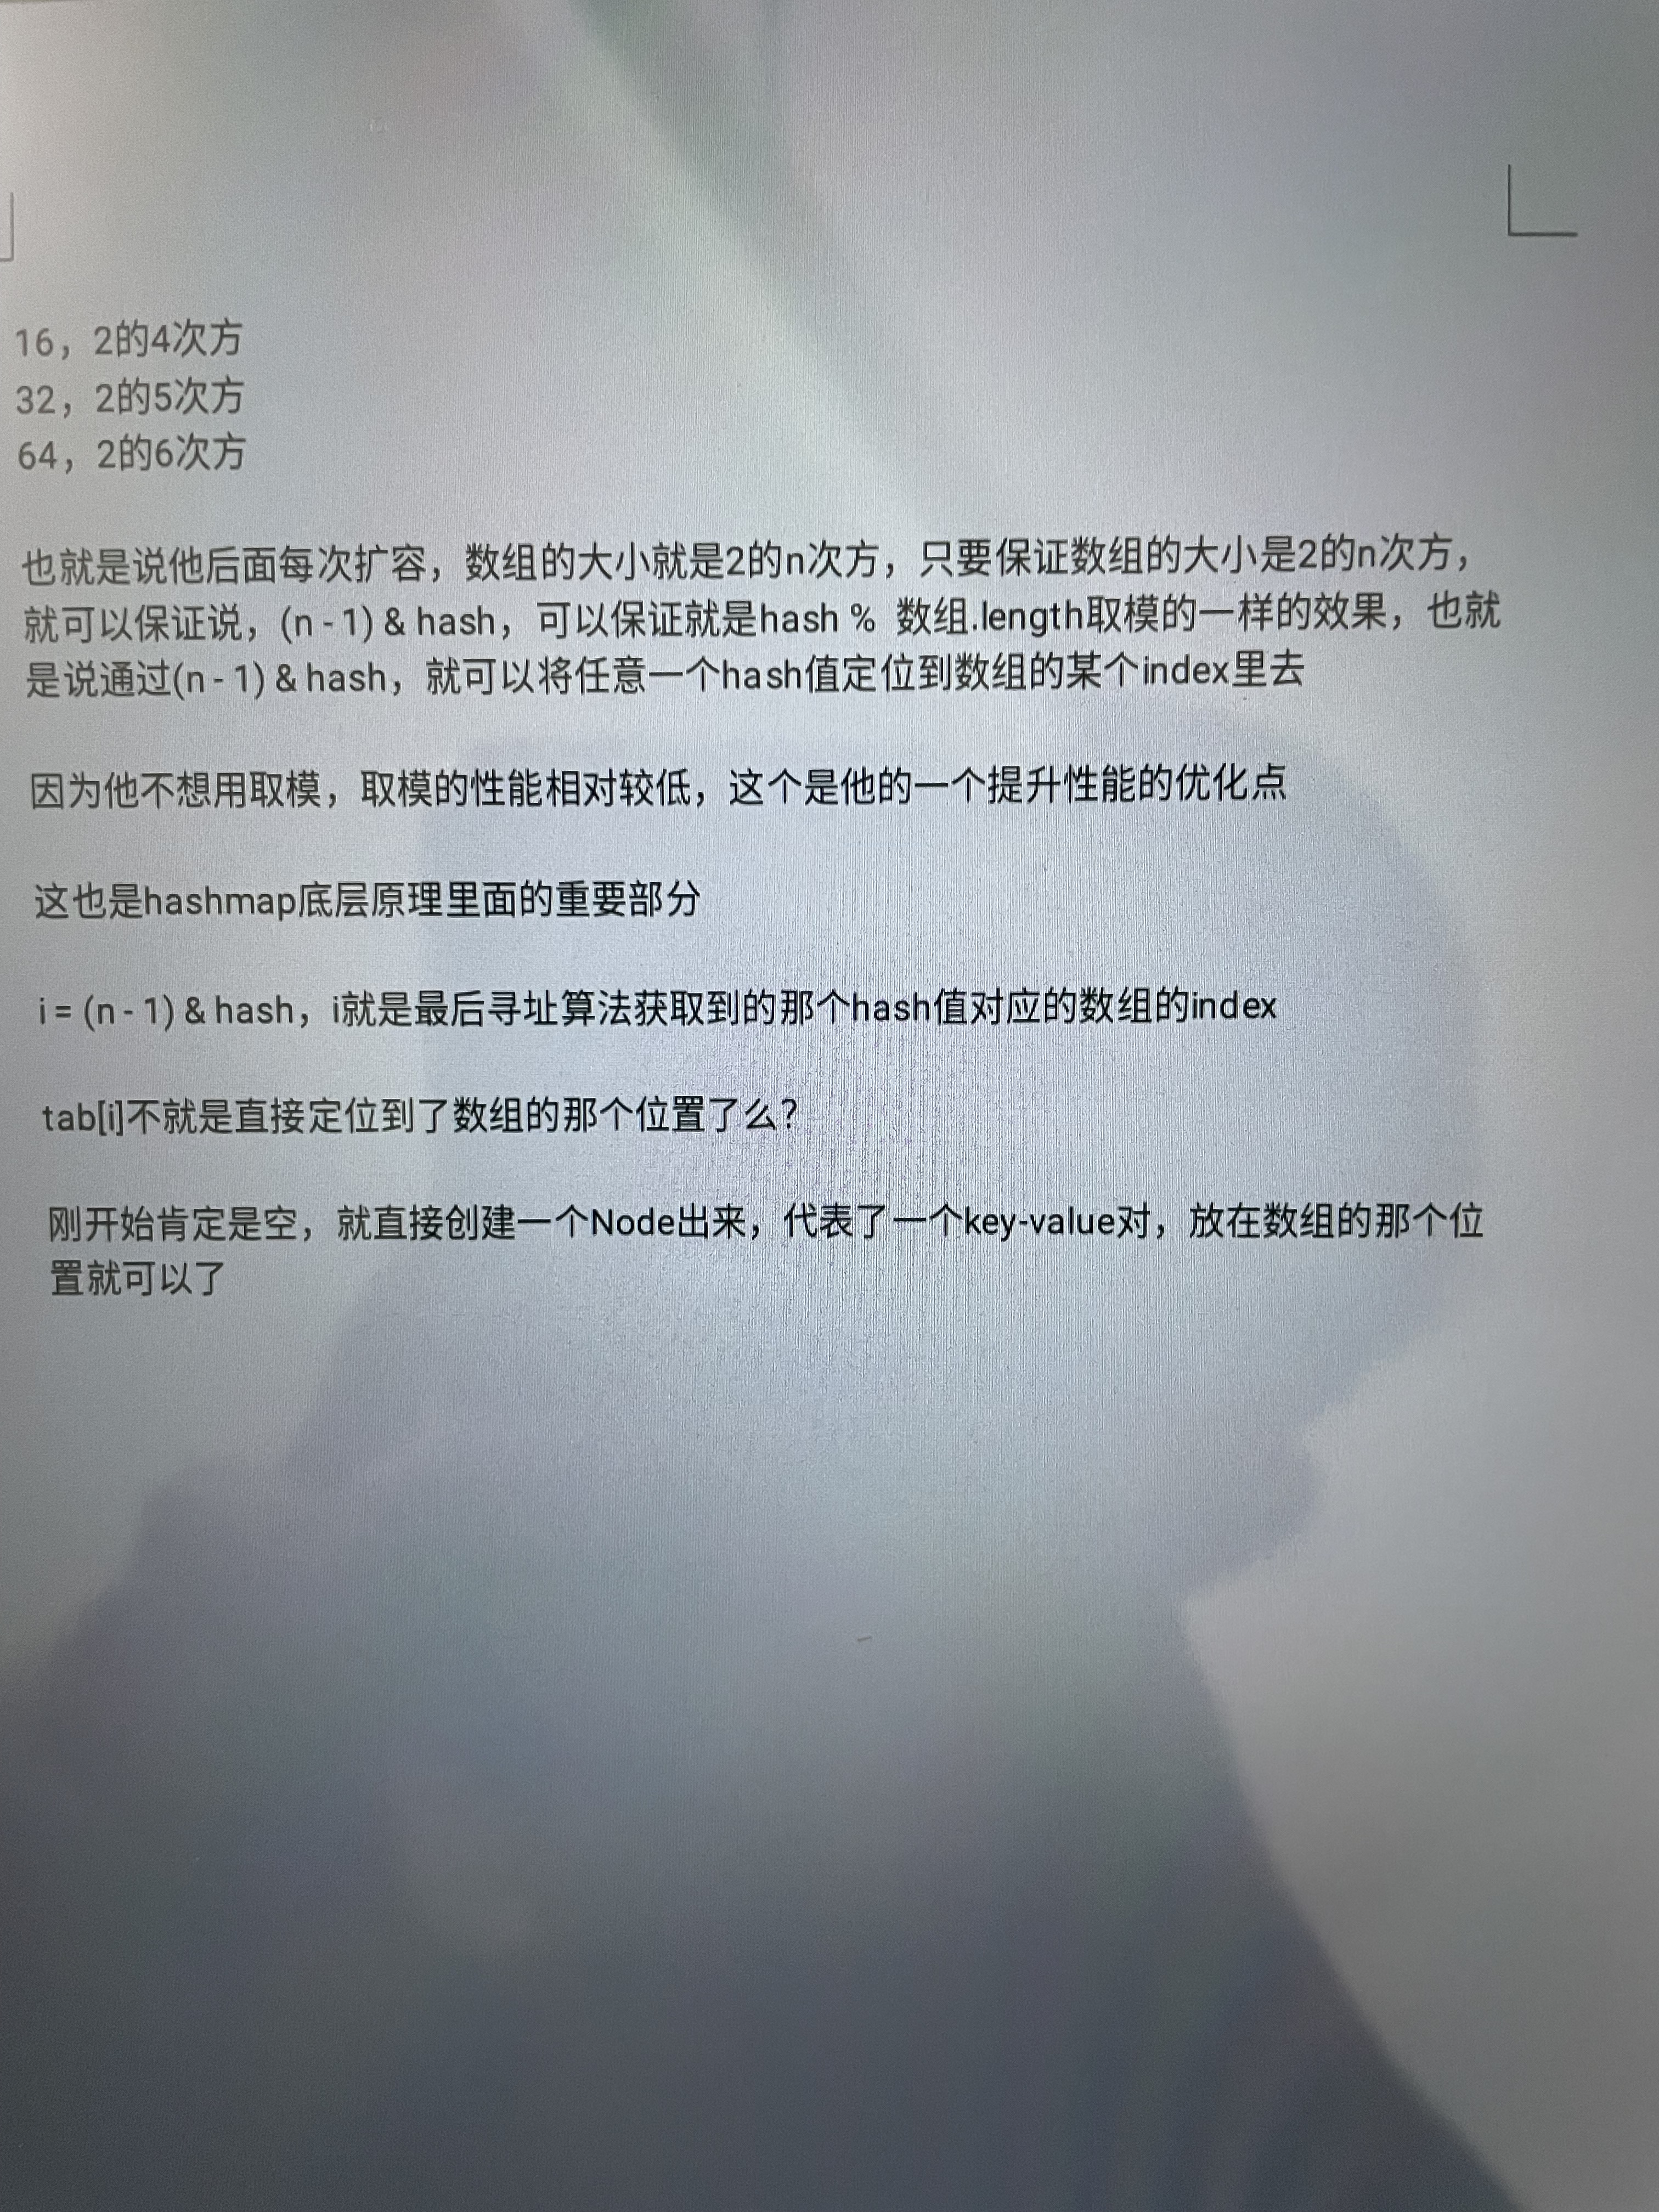 16，2的4次方
32，2的5次方
64，2的6次方
也就是说他后面每次扩容，数组的大小就是2的n次方，只要保证数组的大小是2的n次方，
就可以保证说，(n - 1) & hash，可以保证就是hash % 数组.length取模的一样的效果，也就
是说通过(n - 1) & hash，就可以将任意一个hash值定位到数组的某个index里去
因为他不想用取模，取模的性能相对较低，这个是他的一个提升性能的优化点
这也是hashmap底层原理里面的重要部分
i = (n - 1) & hash，i就是最后寻址算法获取到的那个hash值对应的数组的index
tab[i]不就是直接定位到了数组的那个位置了么？
刚开始肯定是空，就直接创建一个Node出来，代表了一个key-value对，放在数组的那个位
置就可以了